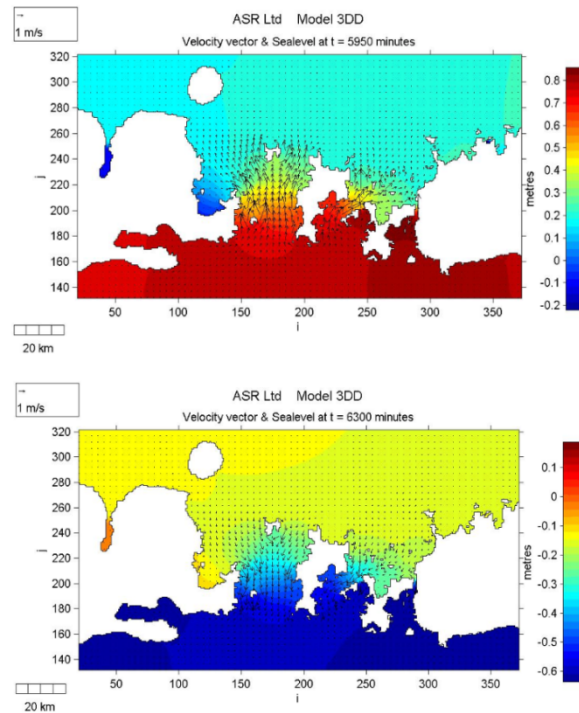 1 m/s
ASR Ltd Model 3DD
Velocity vector & Sealevel at t = 5950 minutes
320
300
280
260
240
220
200
180
160
140
j
50 100 150 200 250 300 350
i
0.8
0.7
0.6
0.5
0.4
0.3
0.2
0.1
0
-0.1
-0.2
metres
20 km
1 m/s
ASR Ltd Model 3DD
Velocity vector & Sealevel at t = 6300 minutes
320
300
280
260
240
220
200
180
160
140
j
50 100 150 200 250 300 350
i
0.1
0
-0.1
-0.2
-0.3
-0.4
-0.5
-0.6
metres
20 km